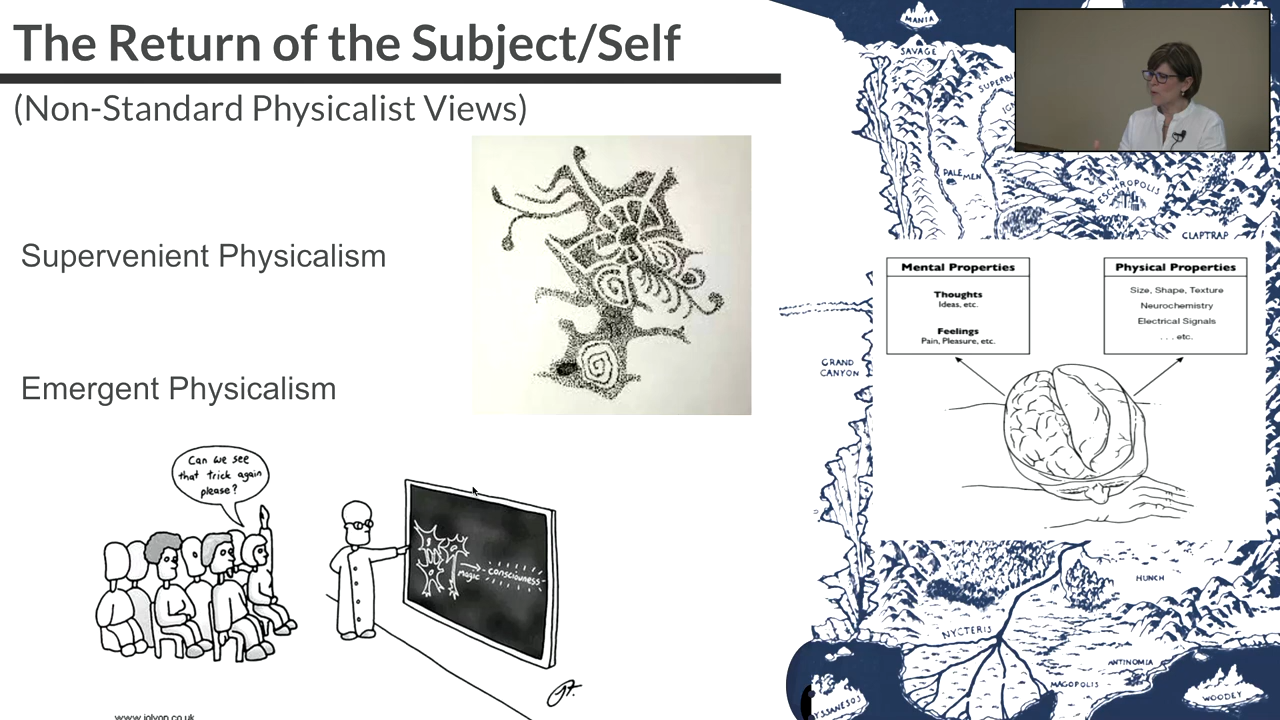 The Return of the Subject/Self
(Non-Standard Physicalist Views)
Supervenient Physicalism
Emergent Physicalism
Can we see
that trick again
please?
magic
consciousness
www.jolyon.co.uk
MANIA
SAVAGE
PALE MEN
ESCHROPOLIS
CLAPTRAP
Mental Properties
Thoughts
Ideas, etc.
Feelings
Pain, Pleasure, etc.
Physical Properties
Size, Shape, Texture
Neurochemistry
Electrical Signals
. . . etc.
GRAND
CANYON
HUNCH
NYCTERIS
ANTINOMIA
MAGOPOLIS
WOODEY